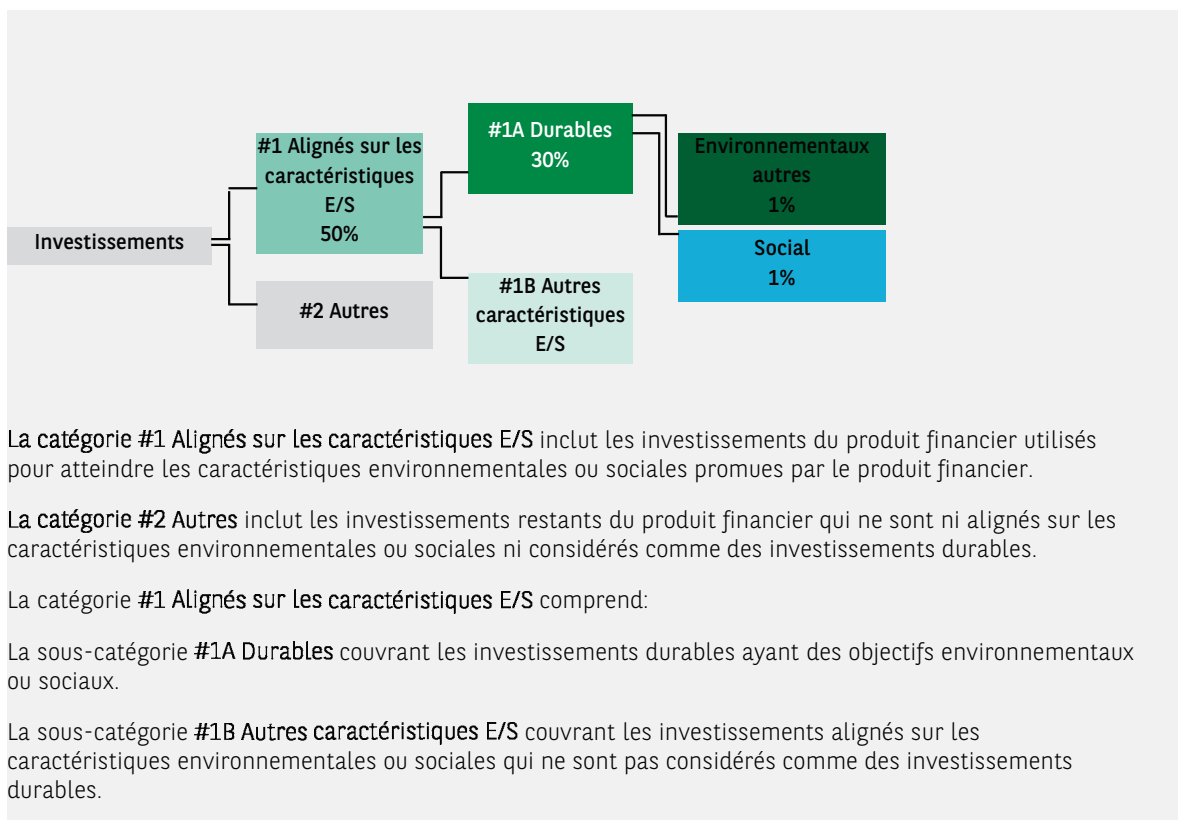 Investissements
#1 Alignés sur les
caractéristiques
E/S
50%
#2 Autres
#1A Durables
30%
#1B Autres
caractéristiques
E/S
Environnementaux
autres
1%
Social
1%
La catégorie #1 Alignés sur les caractéristiques E/S inclut les investissements du produit financier utilisés
pour atteindre les caractéristiques environnementales ou sociales promues par le produit financier.
La catégorie #2 Autres inclut les investissements restants du produit financier qui ne sont ni alignés sur les
caractéristiques environnementales ou sociales ni considérés comme des investissements durables.
La catégorie #1 Alignés sur les caractéristiques E/S comprend:
La sous-catégorie #1A Durables couvrant les investissements durables ayant des objectifs environnementaux
ou sociaux.
La sous-catégorie #1B Autres caractéristiques E/S couvrant les investissements alignés sur les
caractéristiques environnementales ou sociales qui ne sont pas considérés comme des investissements
durables.